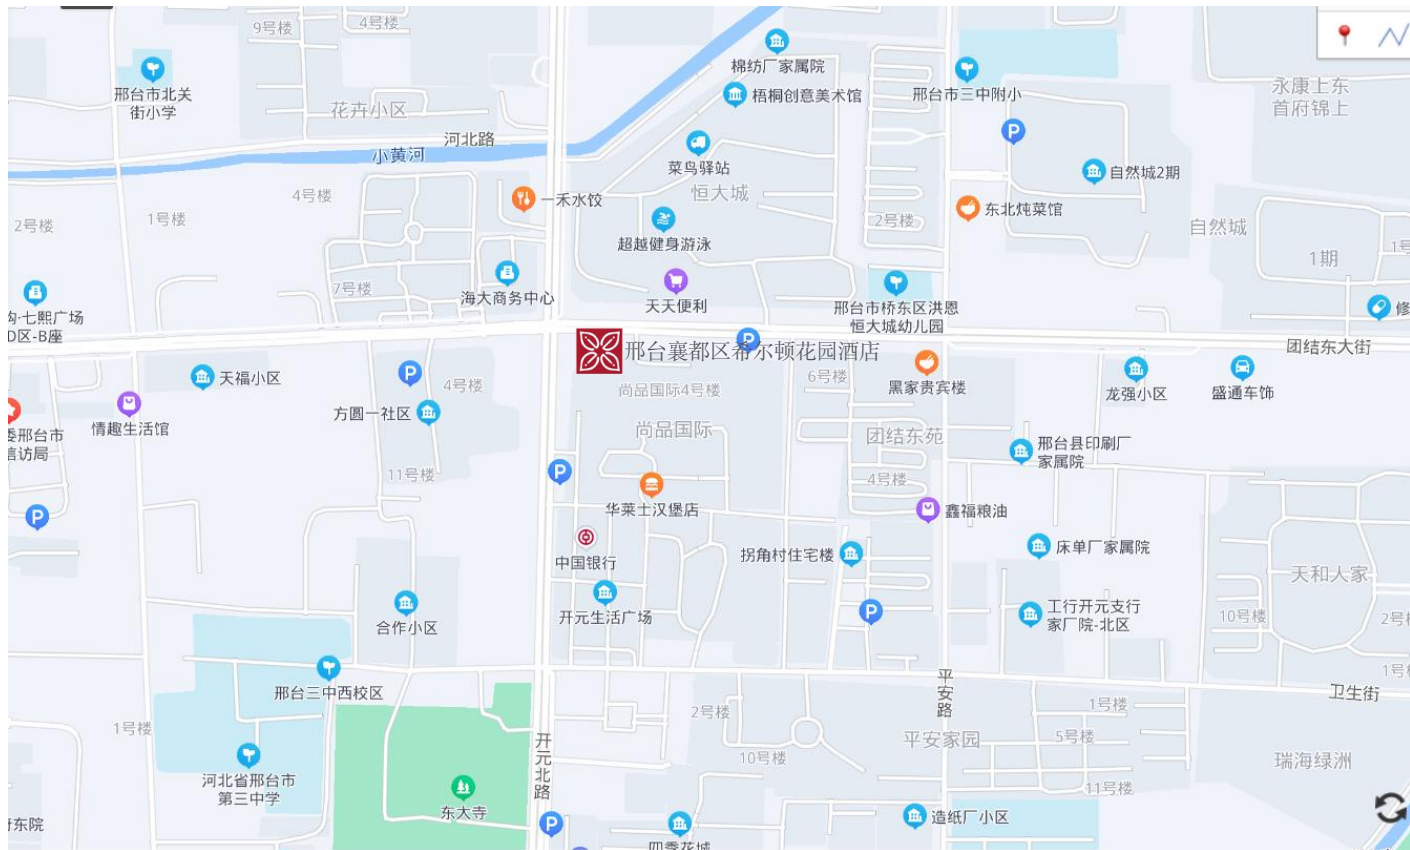 9号楼
4号楼
棉纺厂家属院
梧桐创意美术馆
邢台市三中附小
永康上东
首府锦上
邢台市北关
街小学
花卉小区
河北路
小黄河
菜鸟驿站
恒大城
自然城2期
4号楼
一禾水饺
2号楼
1号楼
东北炖菜馆
2号楼
自然城
超越健身游泳
1期
7号楼
海大商务中心
天天便利
邢台市桥东区洪恩
恒大城幼儿园
沟·七熙广场
D区-B座
修
团结东大街
邢台襄都区希尔顿花园酒店
天福小区
4号楼
尚品国际4号楼
6号楼
黑家贵宾楼
龙强小区
盛通车饰
情趣生活馆
方圆一社区
委邢台市
信访局
尚品国际
团结东苑
邢台县印刷厂
家属院
11号楼
4号楼
华莱士汉堡店
鑫福粮油
中国银行
拐角村住宅楼
床单厂家属院
天和人家
开元生活广场
工行开元支行
家厂院-北区
10号楼
2号
合作小区
邢台三中西校区
平安路
卫生街
1号
1号楼
2号楼
1号楼
开元北路
平安家园
5号楼
10号楼
瑞海绿洲
河北省邢台市
第三中学
11号楼
东大寺
造纸厂小区
东院
四季花城